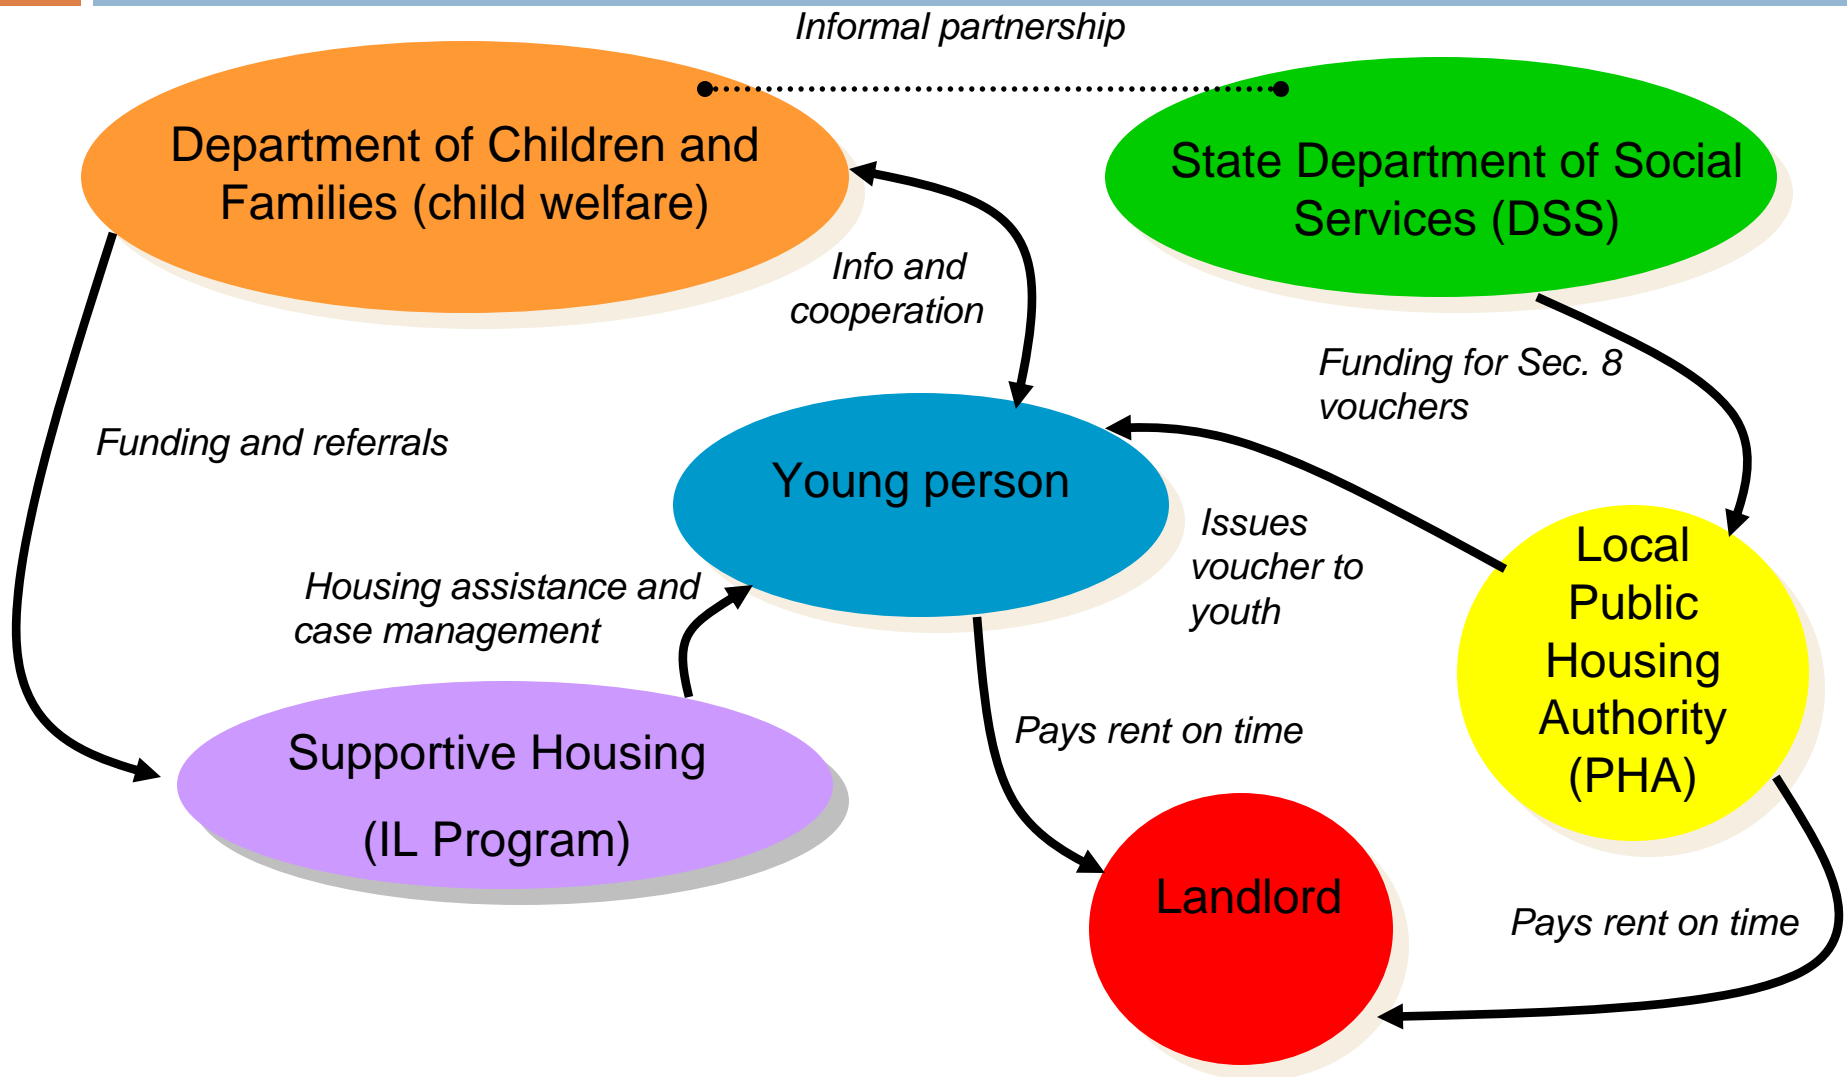 Informal partnership
Department of Children and
Families (child welfare)
State Department of Social
Services (DSS)
Info and
cooperation
Funding for Sec. 8
vouchers
Funding and referrals
Young person
Issues
voucher to
youth
Local
Public
Housing
Authority
(PHA)
Housing assistance and
case management
Supportive Housing
(IL Program)
Pays rent on time
Landlord
Pays rent on time